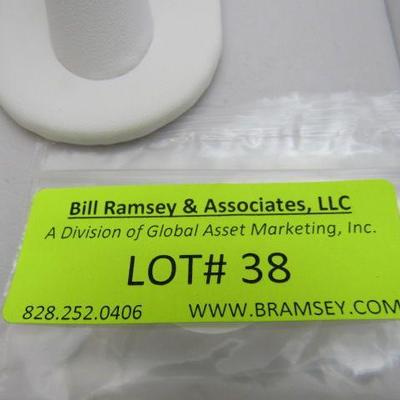 Bill Ramsey & Associates, LLC
A Division of Global Asset Marketing, Inc.
LOT# 38
828.252.0406 WWW.BRAMSEY.COM